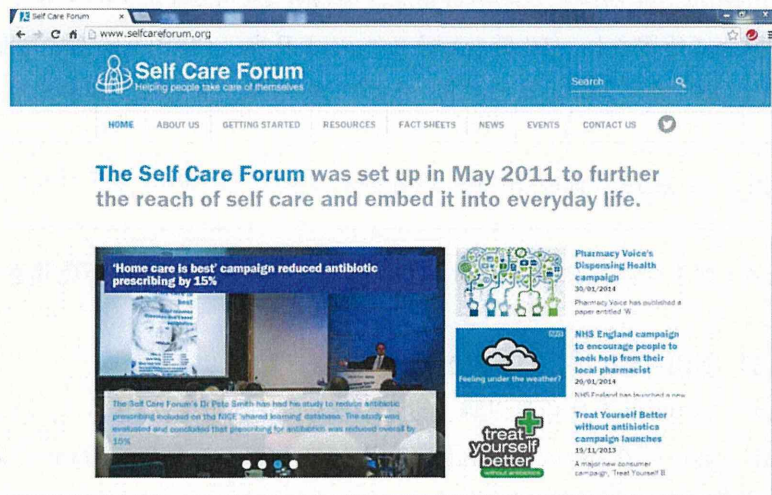 Self Care Forum
www.selfcareforum.org
Self Care Forum
Helping people take care of themselves
Search
HOME ABOUT US GETTING STARTED RESOURCES FACT SHEETS NEWS EVENTS CONTACT US
The Self Care Forum was set up in May 2011 to further
the reach of self care and embed it into everyday life.
'Home care is best' campaign reduced antibiotic
prescribing by 15%
best
The Self Care Forum's Dr Pete Smith has had his study to reduce antibiotic
prescribing included on the NICE 'shared learning' database. The study was
evaluated and concluded that prescribing for antibiotics was reduced overall by
15%
Pharmacy Voice's
Dispensing Health
campaign
30/01/2014
Pharmacy Voice has published a
paper entitled 'W
NHS
Feeling under the weather?
NHS England campaign
to encourage people to
seek help from their
local pharmacist
20/01/2014
NHS England has launched a new
treat
yourself
better
without antibiotics
Treat Yourself Better
without antibiotics
campaign launches
19/11/2013
A major new consumer
campaign, 'Treat Yourself B